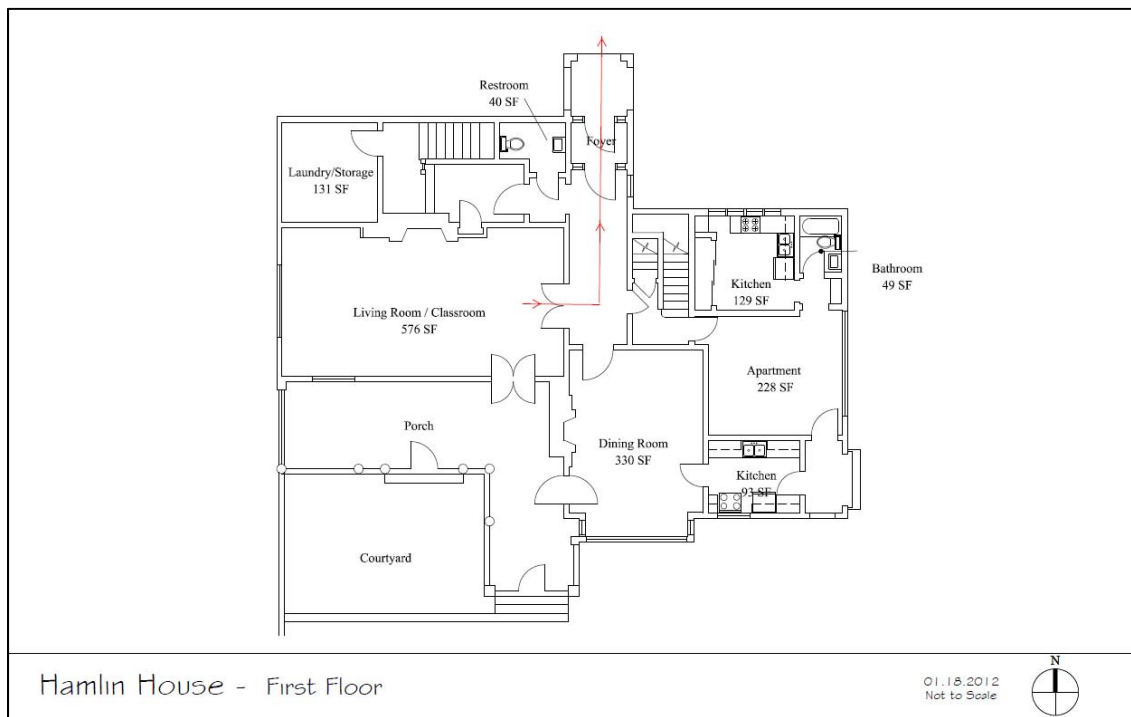 Restroom
40 SF
Foyer
Laundry/Storage
131 SF
Kitchen
129 SF
Bathroom
49 SF
Living Room / Classroom
576 SF
Apartment
228 SF
Porch
Dining Room
330 SF
Kitchen
93 SF
Courtyard
Hamlin House - First Floor
01.18.2012
Not to Scale
N